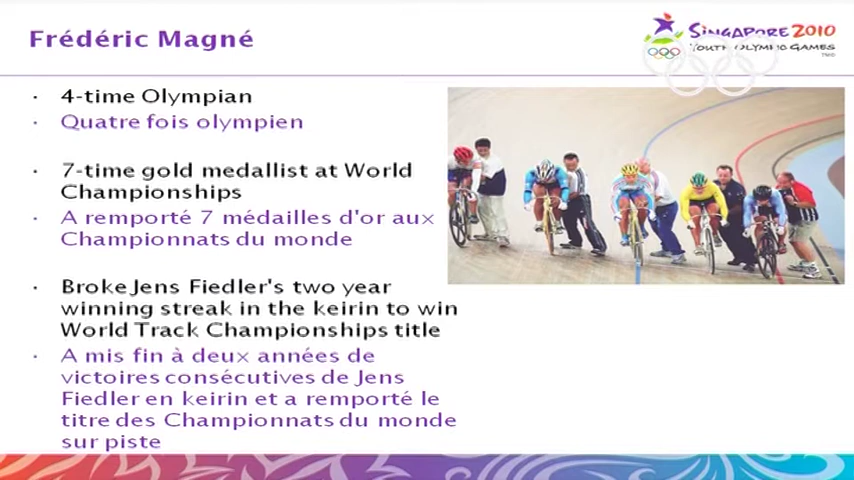 Frédéric Magné
SINGAPORE 2010
YOUTH OLYMPIC GAMES
· 4-time Olympian
· Quatre fois olympien
· 7-time gold medallist at World
Championships
· A remporté 7 médailles d'or aux
Championnats du monde
· Broke Jens Fiedler's two year
winning streak in the keirin to win
World Track Championships title
· A mis fin à deux années de
victoires consécutives de Jens
Fiedler en keirin et a remporté le
titre des Championnats du monde
sur piste